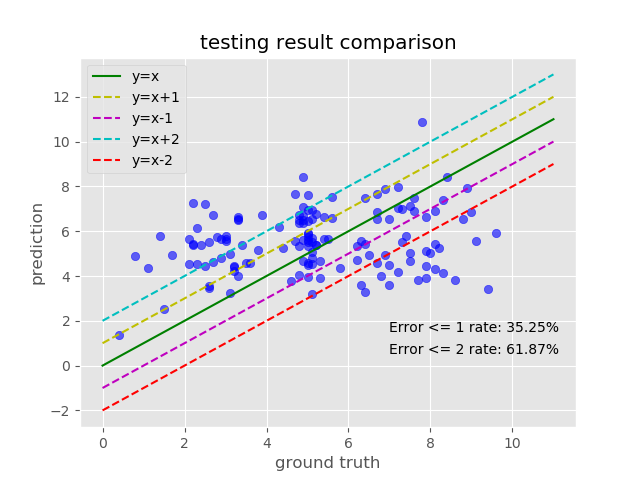 testing result comparison
y=x
y=x+1
y=x-1
y=x+2
y=x-2
12
10
8
6
4
2
0
−2
prediction
Error <= 1 rate: 35.25%
Error <= 2 rate: 61.87%
0 2 4 6 8 10
ground truth